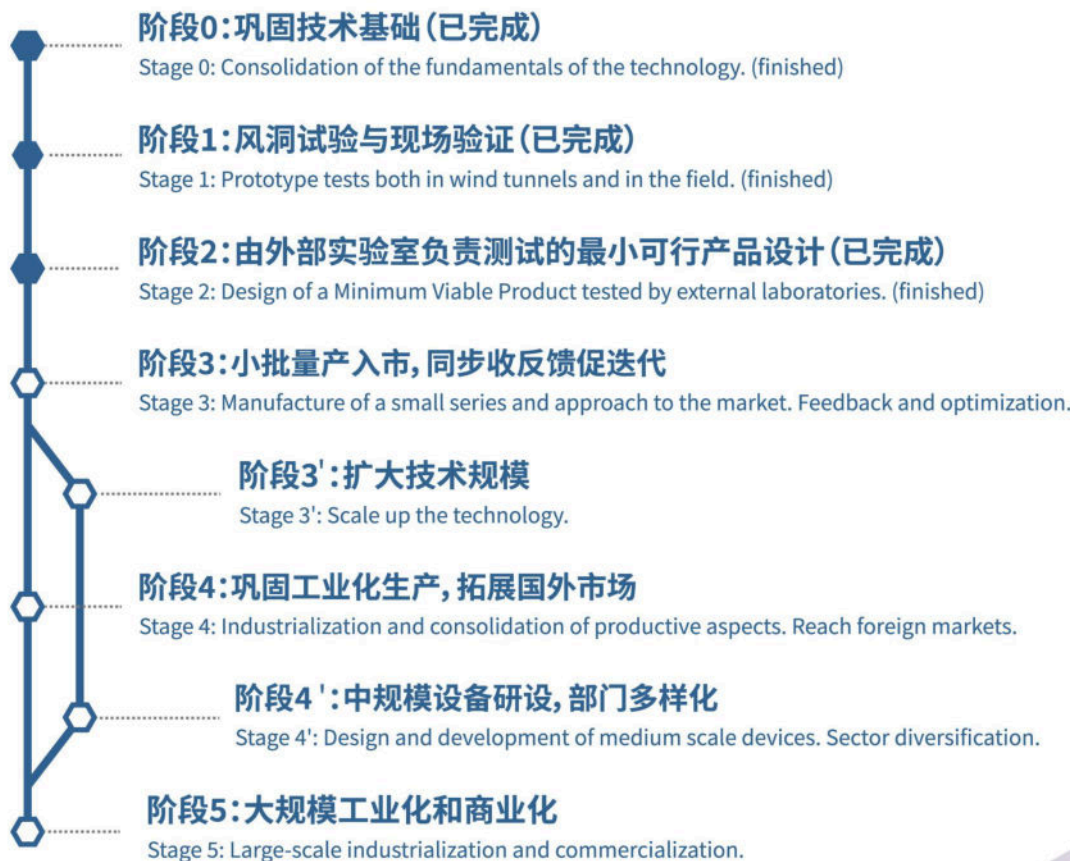 阶段0:巩固技术基础(已完成)
Stage 0: Consolidation of the fundamentals of the technology. (finished)
阶段1:风洞试验与现场验证(已完成)
Stage 1: Prototype tests both in wind tunnels and in the field. (finished)
阶段2:由外部实验室负责测试的最小可行产品设计(已完成)
Stage 2: Design of a Minimum Viable Product tested by external laboratories. (finished)
阶段3:小批量产入市, 同步收反馈促迭代
Stage 3: Manufacture of a small series and approach to the market. Feedback and optimization.
阶段3':扩大技术规模
Stage 3': Scale up the technology.
阶段4:巩固工业化生产, 拓展国外市场
Stage 4: Industrialization and consolidation of productive aspects. Reach foreign markets.
阶段4 ':中规模设备研设, 部门多样化
Stage 4': Design and development of medium scale devices. Sector diversification.
阶段5:大规模工业化和商业化
Stage 5: Large-scale industrialization and commercialization.